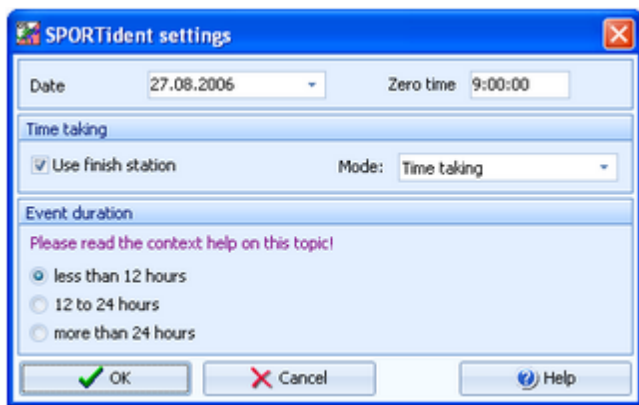 SPORTident settings
Date 27.08.2006 Zero time 9:00:00
Time taking
Use finish station Mode: Time taking
Event duration
Please read the context help on this topic!
less than 12 hours
12 to 24 hours
more than 24 hours
OK Cancel Help